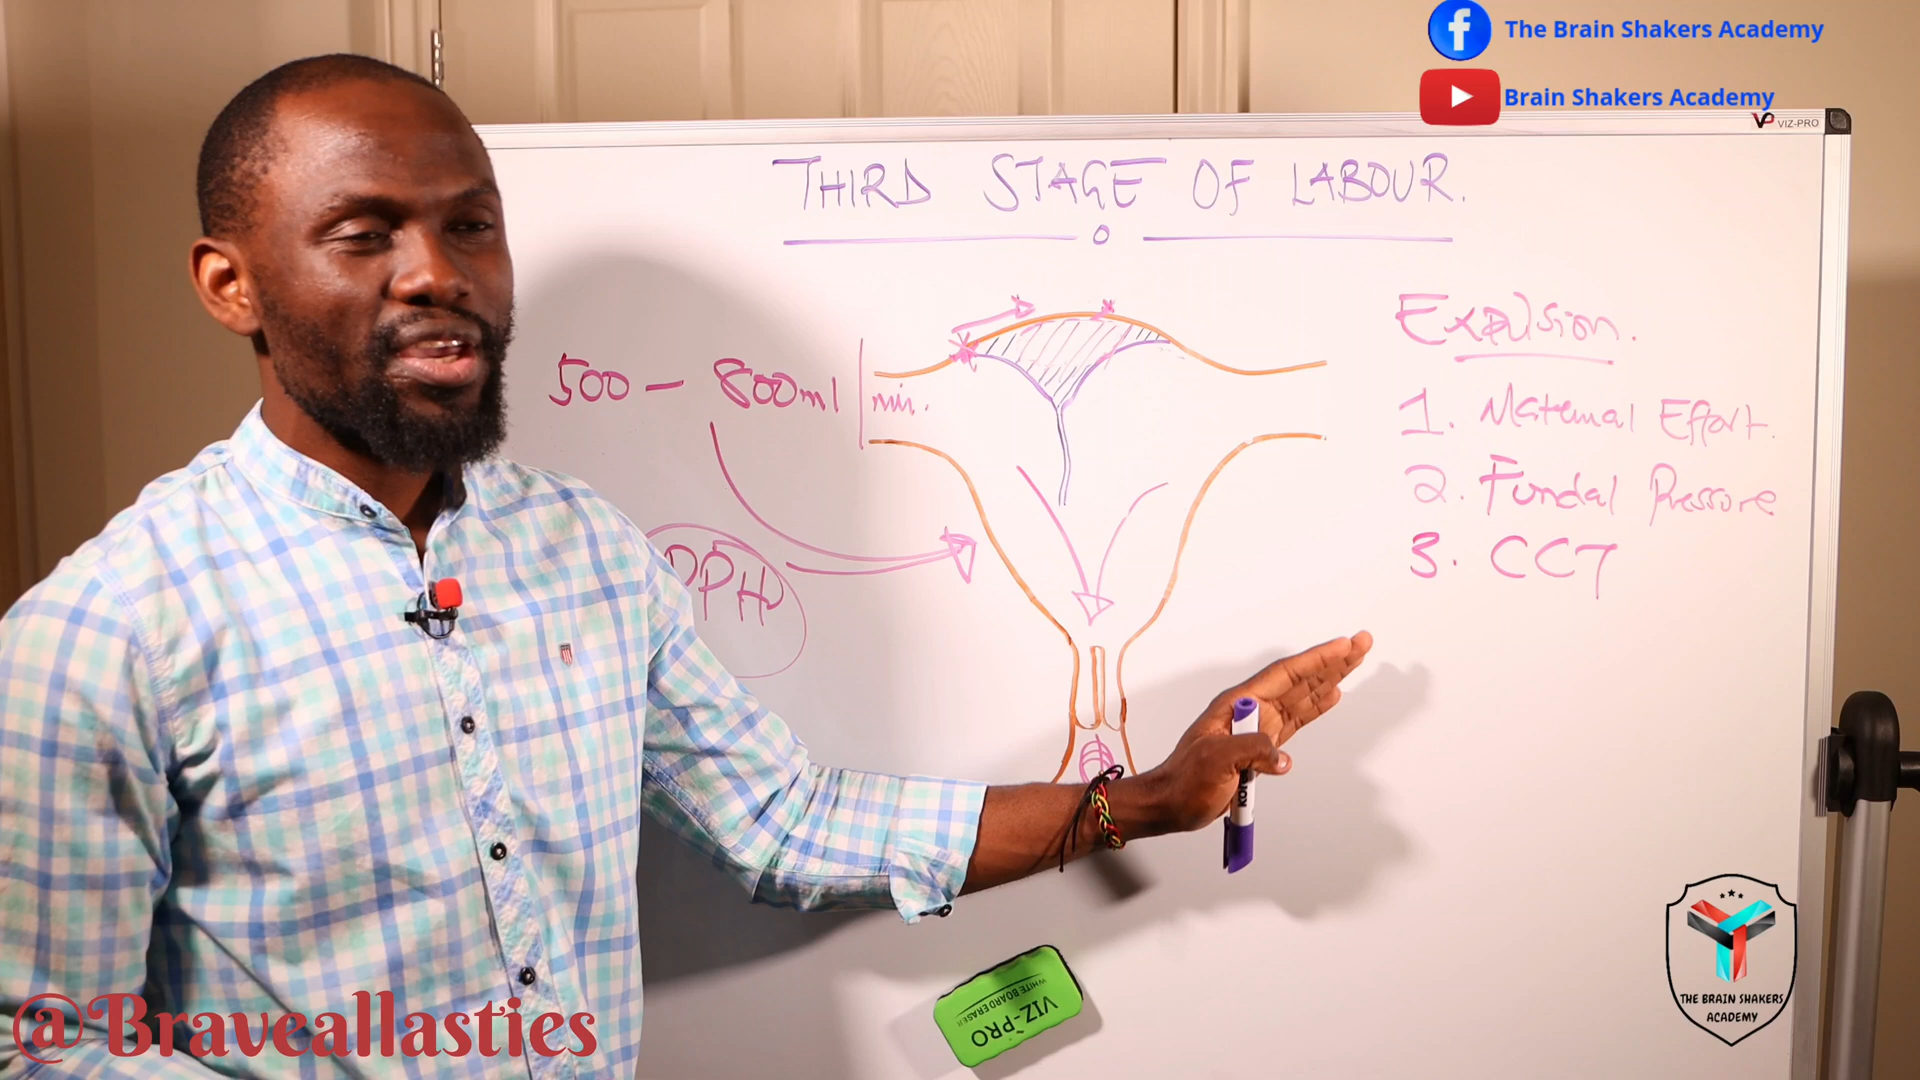 The Brain Shakers Academy
Brain Shakers Academy
VP VIZ-PRO
THIRD STAGE OF LABOUR.
Expulsion.
500 - 800ml
min.
1. Maternal Effort.
2. Fundal Pressure
3. CCT
PPH
VIZ-PRO
WHITE BOARD ERASER
THE BRAIN SHAKERS
ACADEMY
@Braveallasties